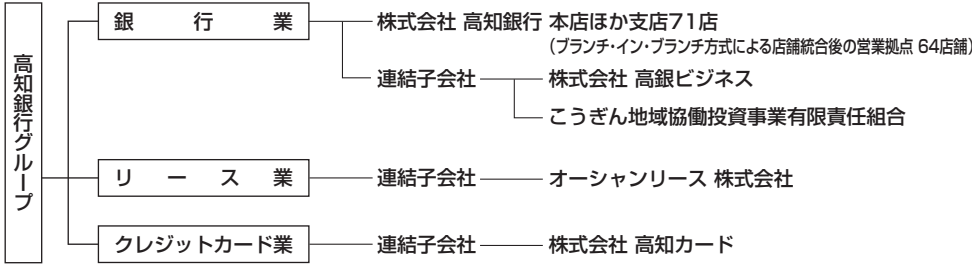 高知銀行グループ
銀行業
株式会社 高知銀行 本店ほか支店71店
（ブランチ・イン・ブランチ方式による店舗統合後の営業拠点 64店舗）
連結子会社
株式会社 高銀ビジネス
こうぎん地域協働投資事業有限責任組合
リース業
連結子会社
オーシャンリース 株式会社
クレジットカード業
連結子会社
株式会社 高知カード